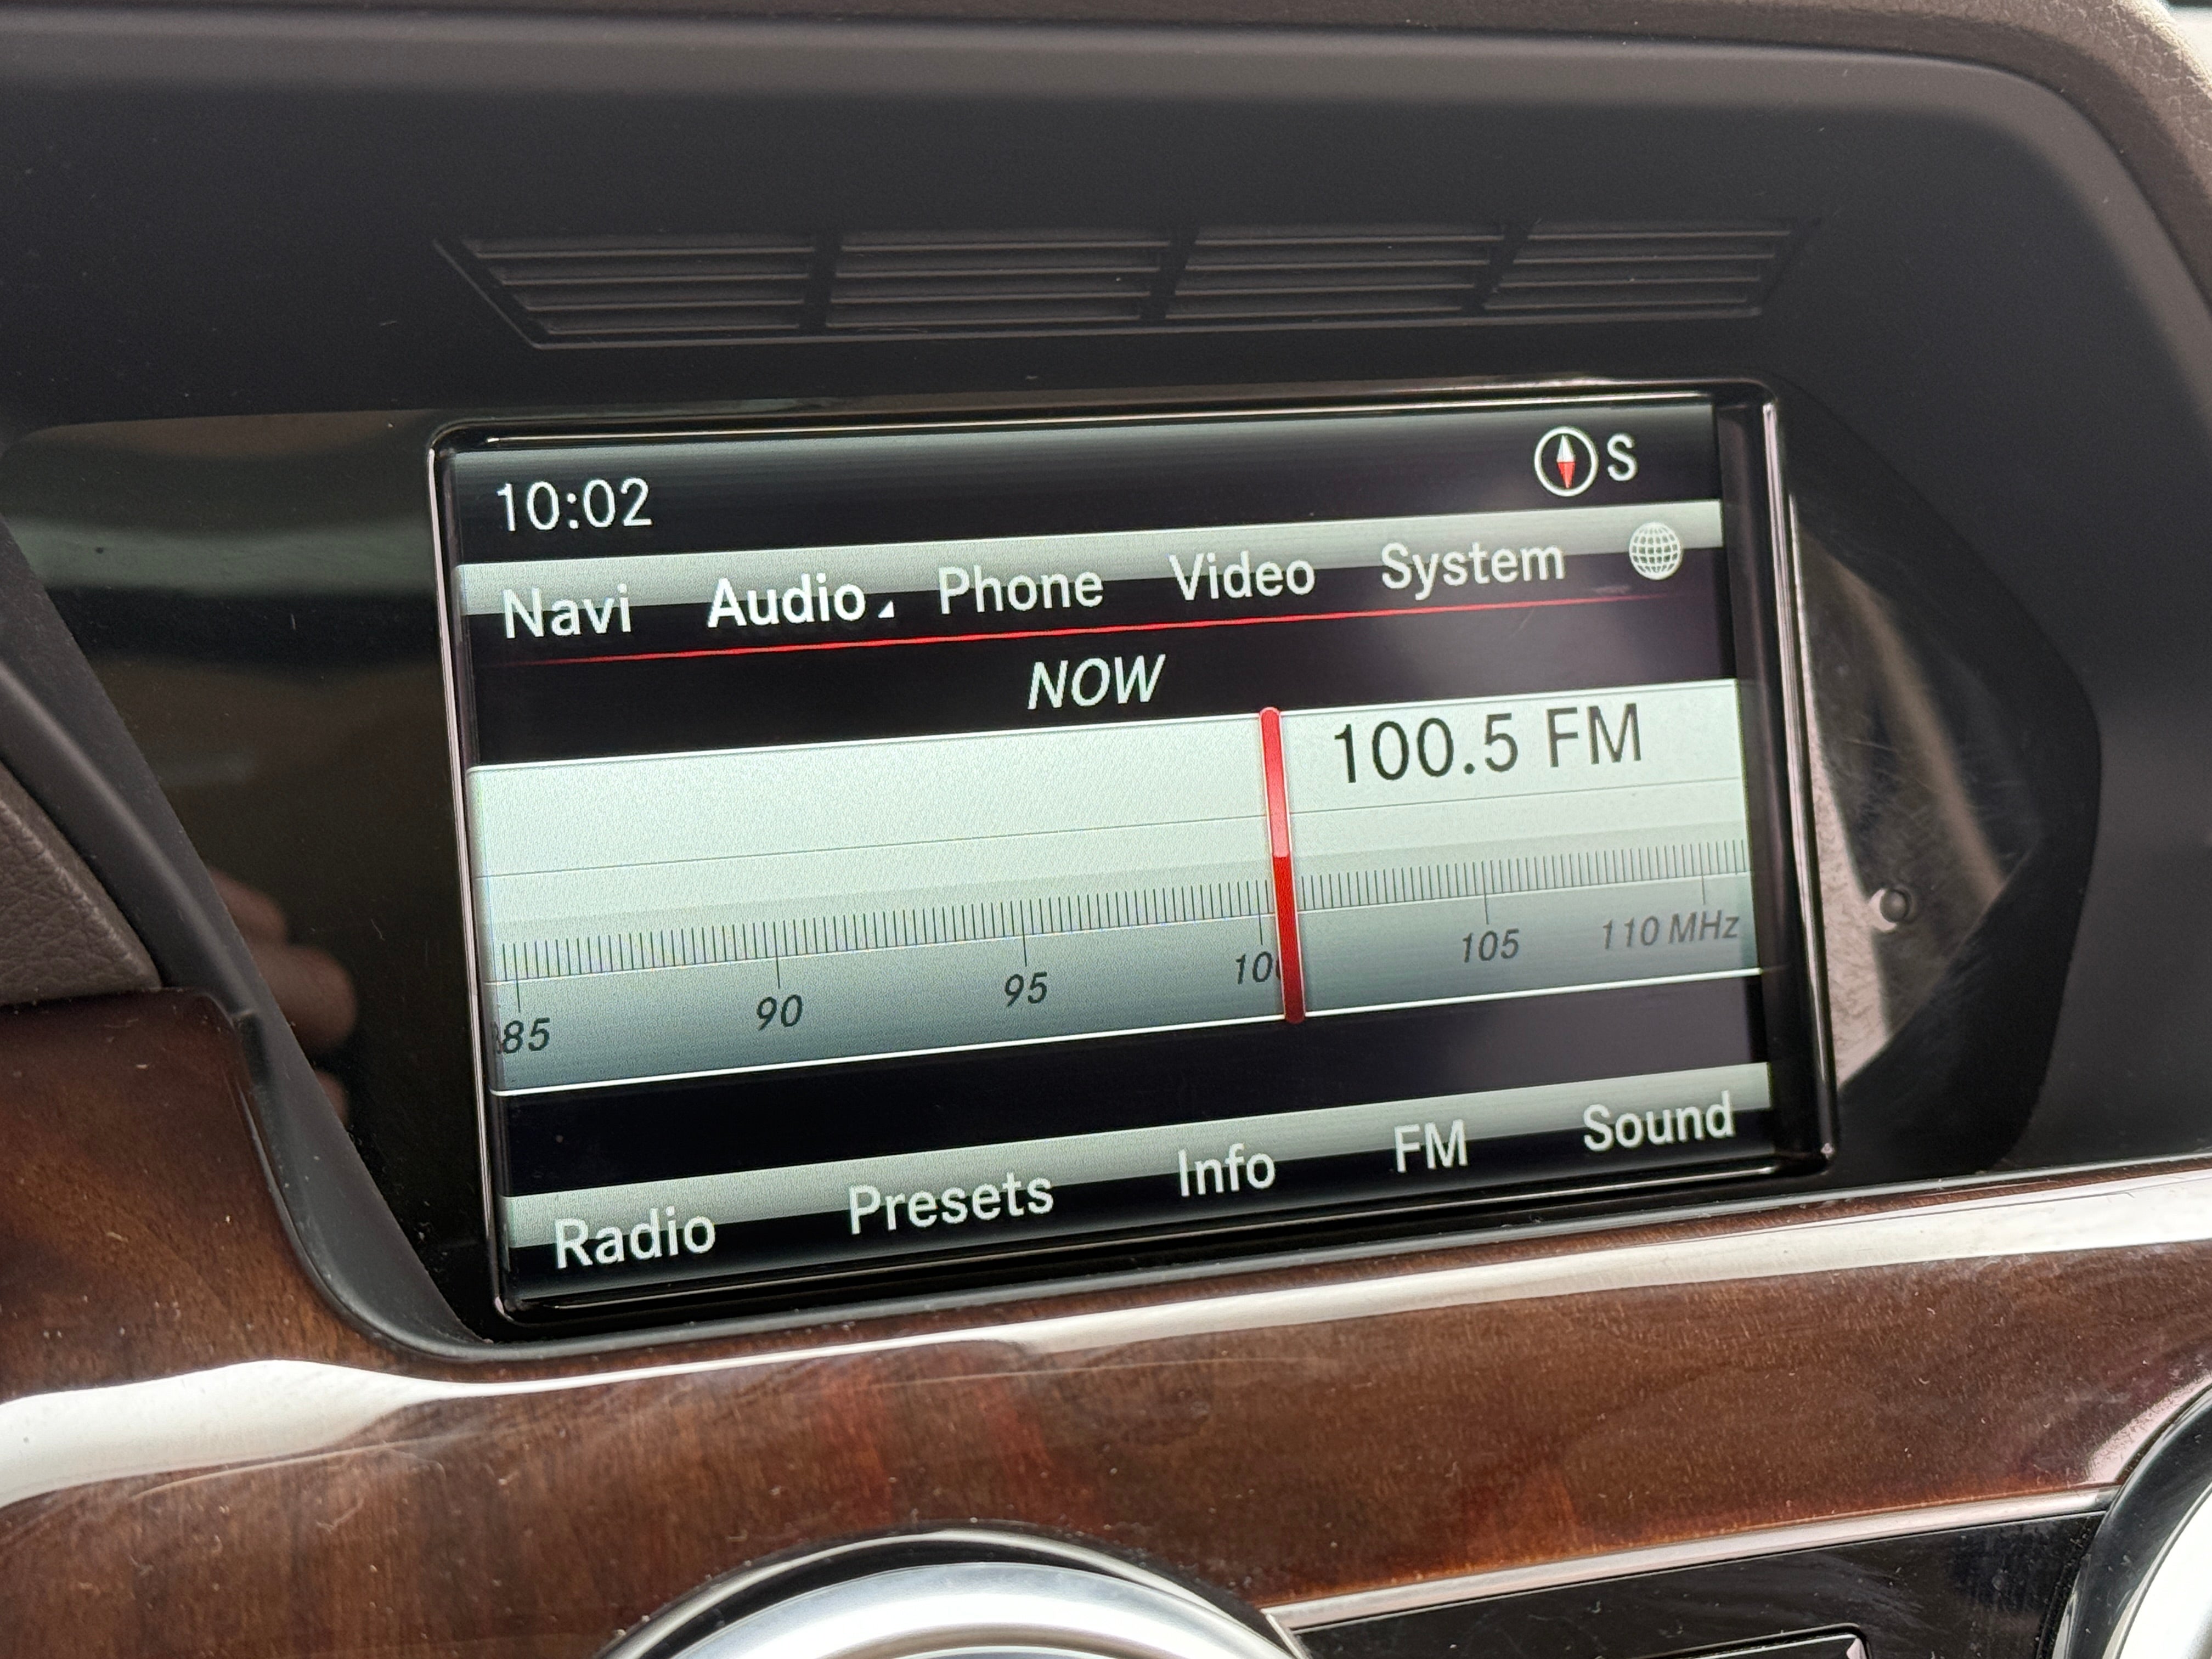 10:02 S
Navi Audio Phone Video System
NOW
100.5 FM
85 90 95 100 105 110 MHz
Radio Presets Info FM Sound